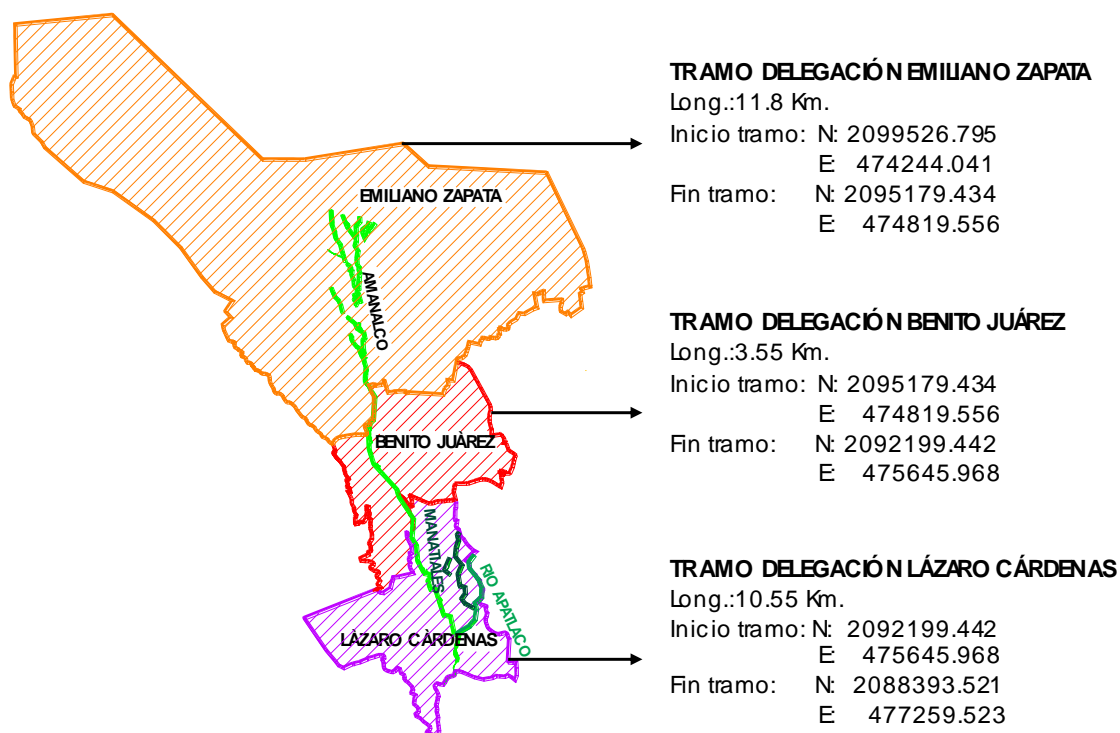 EMILIANO ZAPATA
AMANALCO
BENITO JUÀREZ
MANATIALES
RIO APATLACO
LÀZARO CÀRDENAS
TRAMO DELEGACIÓN EMILIANO ZAPATA
Long.:11.8 Km.
Inicio tramo: N: 2099526.795
E: 474244.041
Fin tramo: N: 2095179.434
E: 474819.556
TRAMO DELEGACIÓN BENITO JUÁREZ
Long.:3.55 Km.
Inicio tramo: N: 2095179.434
E: 474819.556
Fin tramo: N: 2092199.442
E: 475645.968
TRAMO DELEGACIÓN LÁZARO CÁRDENAS
Long.:10.55 Km.
Inicio tramo: N: 2092199.442
E: 475645.968
Fin tramo: N: 2088393.521
E: 477259.523